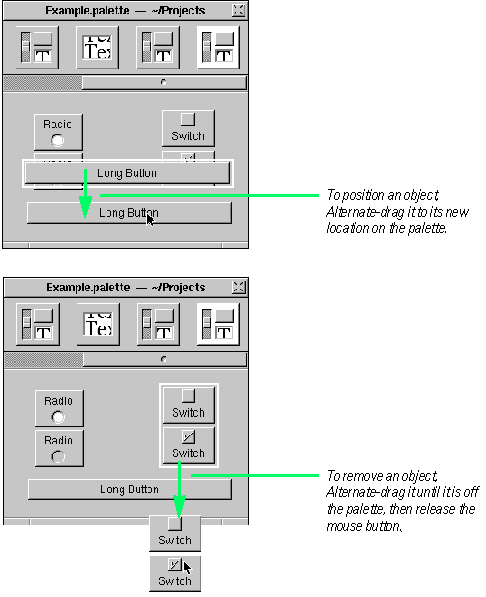 Example.palette — ~/Projects
T
Text
T
T
Radio
Switch
Long Button
Long Button
To position an object,
Alternate-drag it to its new
location on the palette.
Example.palette — ~/Projects
T
Text
T
T
Radio
Switch
Radio
Switch
Long Button
To remove an object,
Alternate-drag it until it is off
the palette, then release the
mouse button.
Switch
Switch